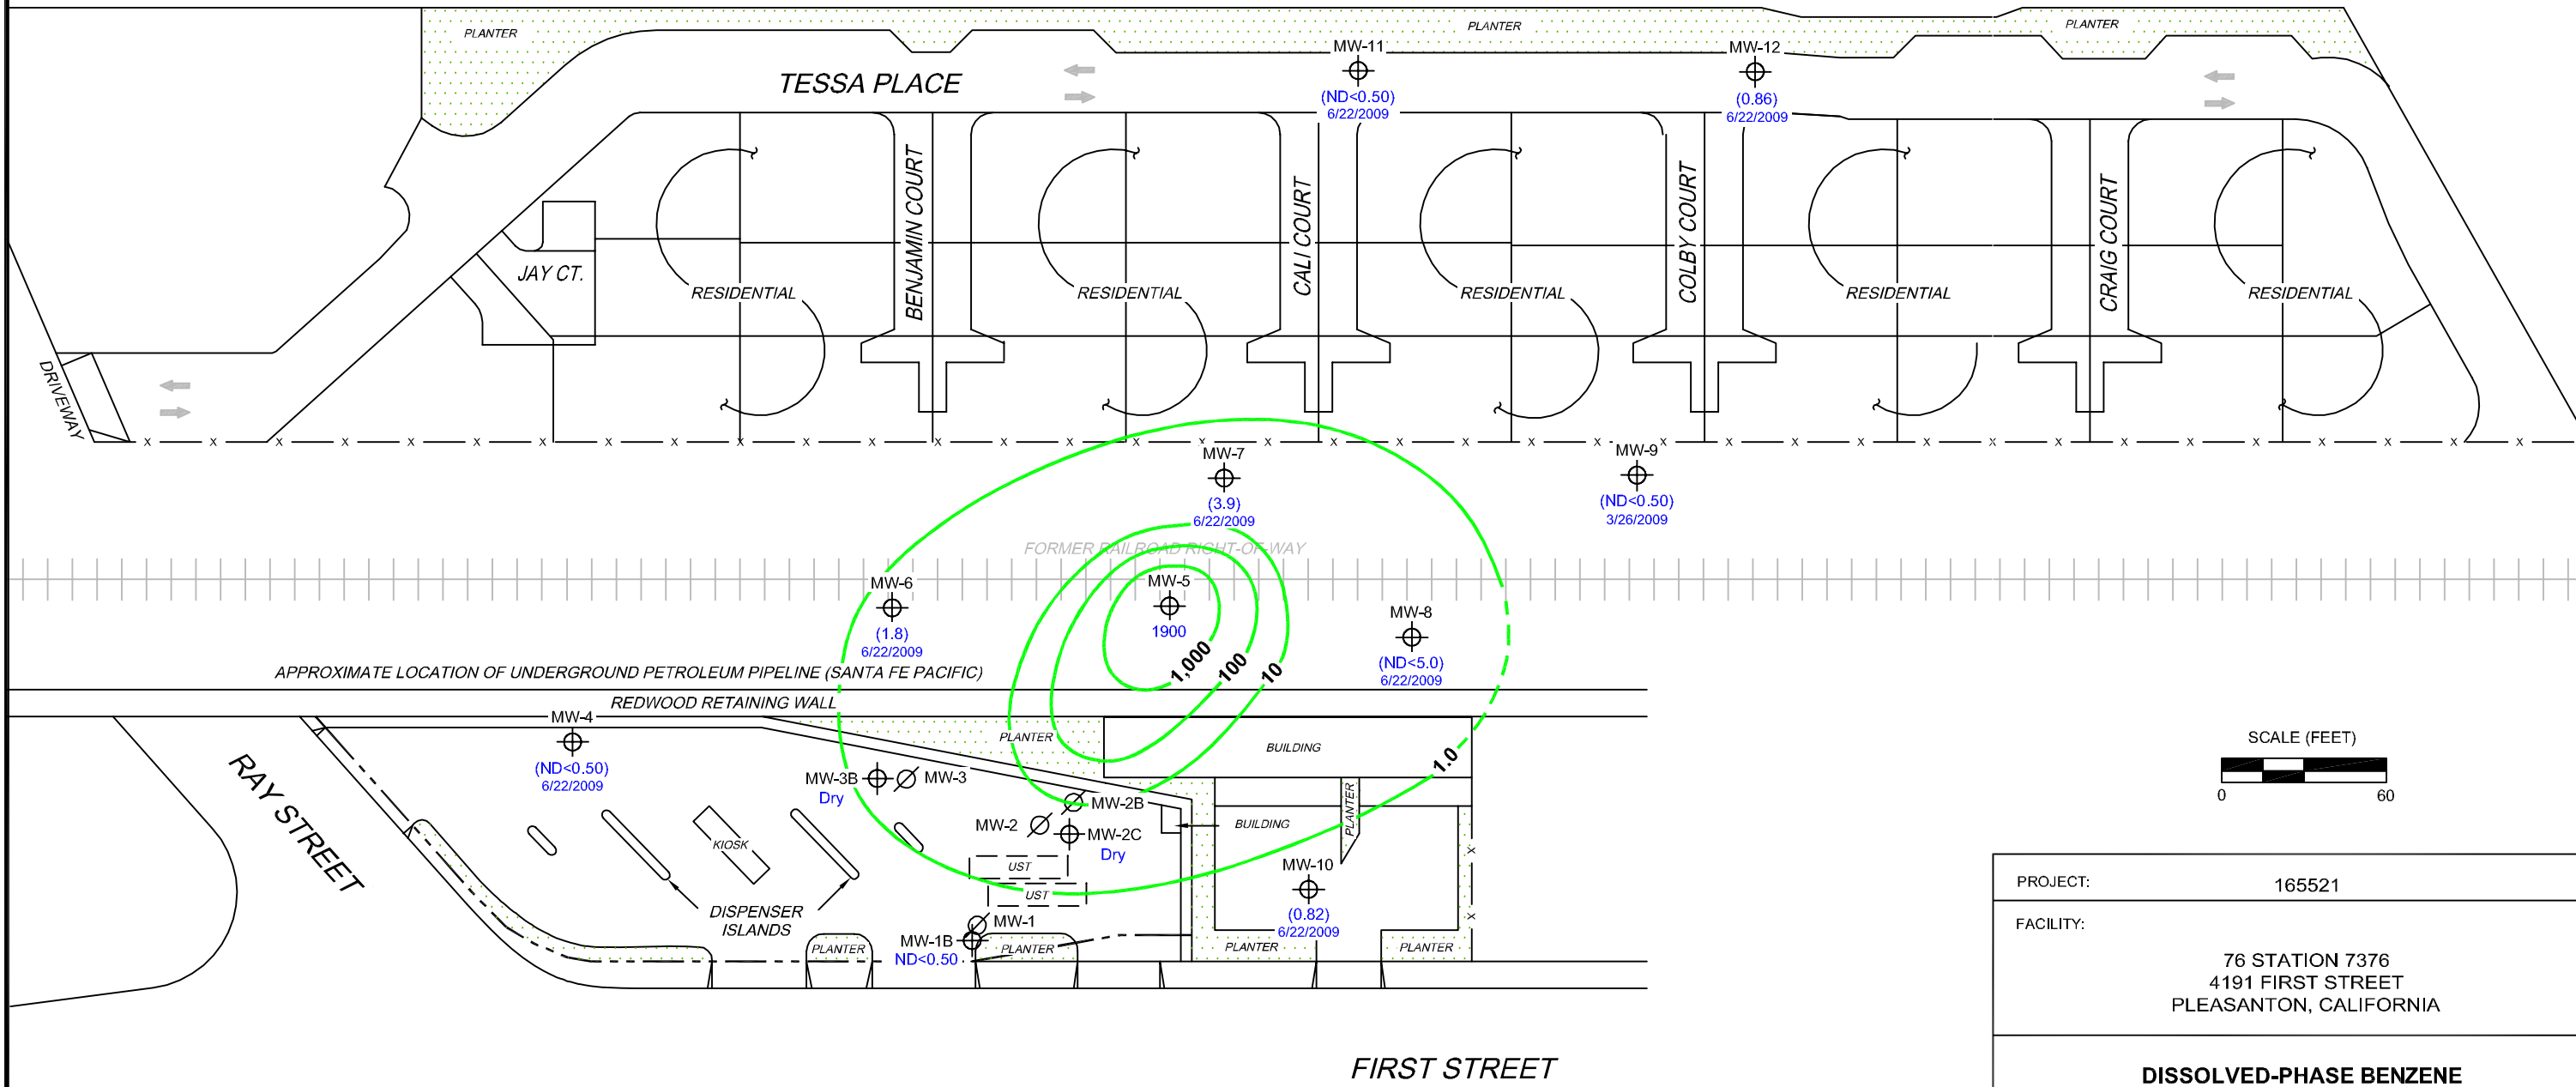 PLANTER
PLANTER
PLANTER
TESSA PLACE
MW-11
(ND<0.50)
6/22/2009
MW-12
(0.86)
6/22/2009
JAY CT.
BENJAMIN COURT
CALI COURT
COLBY COURT
CRAIG COURT
RESIDENTIAL
RESIDENTIAL
RESIDENTIAL
RESIDENTIAL
RESIDENTIAL
DRIVEWAY
MW-7
(3.9)
6/22/2009
MW-9
(ND<0.50)
3/26/2009
FORMER RAILROAD RIGHT-OF-WAY
MW-6
(1.8)
6/22/2009
MW-5
1900
MW-8
(ND<5.0)
6/22/2009
1,000
100
10
1.0
APPROXIMATE LOCATION OF UNDERGROUND PETROLEUM PIPELINE (SANTA FE PACIFIC)
REDWOOD RETAINING WALL
MW-4
(ND<0.50)
6/22/2009
PLANTER
BUILDING
RAY STREET
MW-3B
Dry
MW-3
MW-2B
MW-2
MW-2C
Dry
BUILDING
PLANTER
KIOSK
UST
UST
DISPENSER
ISLANDS
MW-10
(0.82)
6/22/2009
MW-1
MW-1B
ND<0.50
PLANTER
PLANTER
PLANTER
PLANTER
FIRST STREET
SCALE (FEET)
0 60
PROJECT: 165521
FACILITY:
76 STATION 7376
4191 FIRST STREET
PLEASANTON, CALIFORNIA
DISSOLVED-PHASE BENZENE